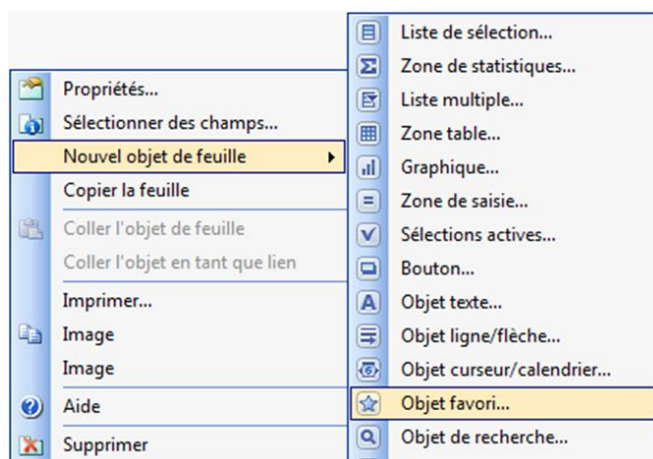 Propriétés...
Sélectionner des champs...
Nouvel objet de feuille
Copier la feuille
Coller l'objet de feuille
Coller l'objet en tant que lien
Imprimer...
Image
Image
Aide
Supprimer
Liste de sélection...
Zone de statistiques...
Liste multiple...
Zone table...
Graphique...
Zone de saisie...
Sélections actives...
Bouton...
Objet texte...
Objet ligne/flèche...
Objet curseur/calendrier...
Objet favori...
Objet de recherche...